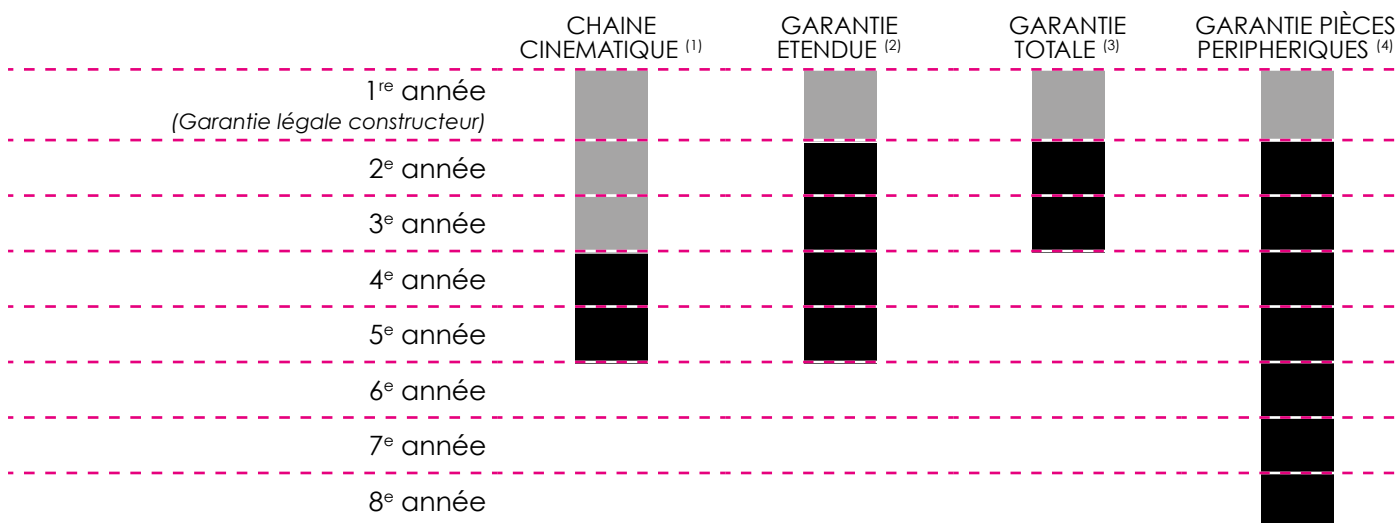 CHAINE
CINEMATIQUE (1)
GARANTIE
ETENDUE (2)
GARANTIE
TOTALE (3)
GARANTIE PIÈCES
PERIPHERIQUES (4)
1re année
(Garantie légale constructeur)
2e année
3e année
4e année
5e année
6e année
7e année
8e année